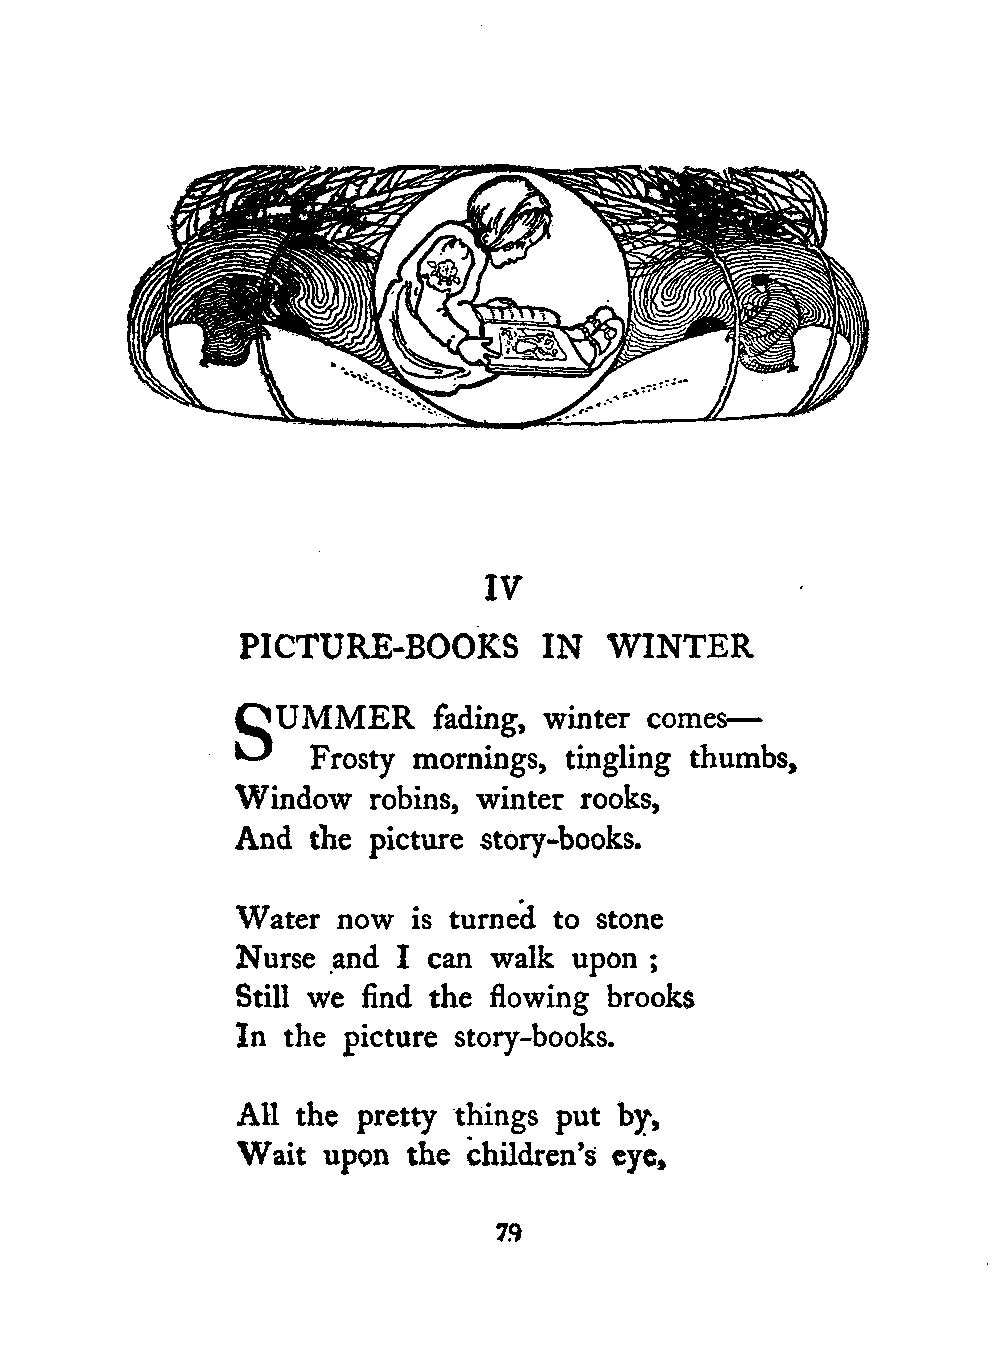 IV
PICTURE-BOOKS IN WINTER
SUMMER fading, winter comes—
Frosty mornings, tingling thumbs,
Window robins, winter rooks,
And the picture story-books.
Water now is turned to stone
Nurse and I can walk upon ;
Still we find the flowing brooks
In the picture story-books.
All the pretty things put by,
Wait upon the children's eye,
79